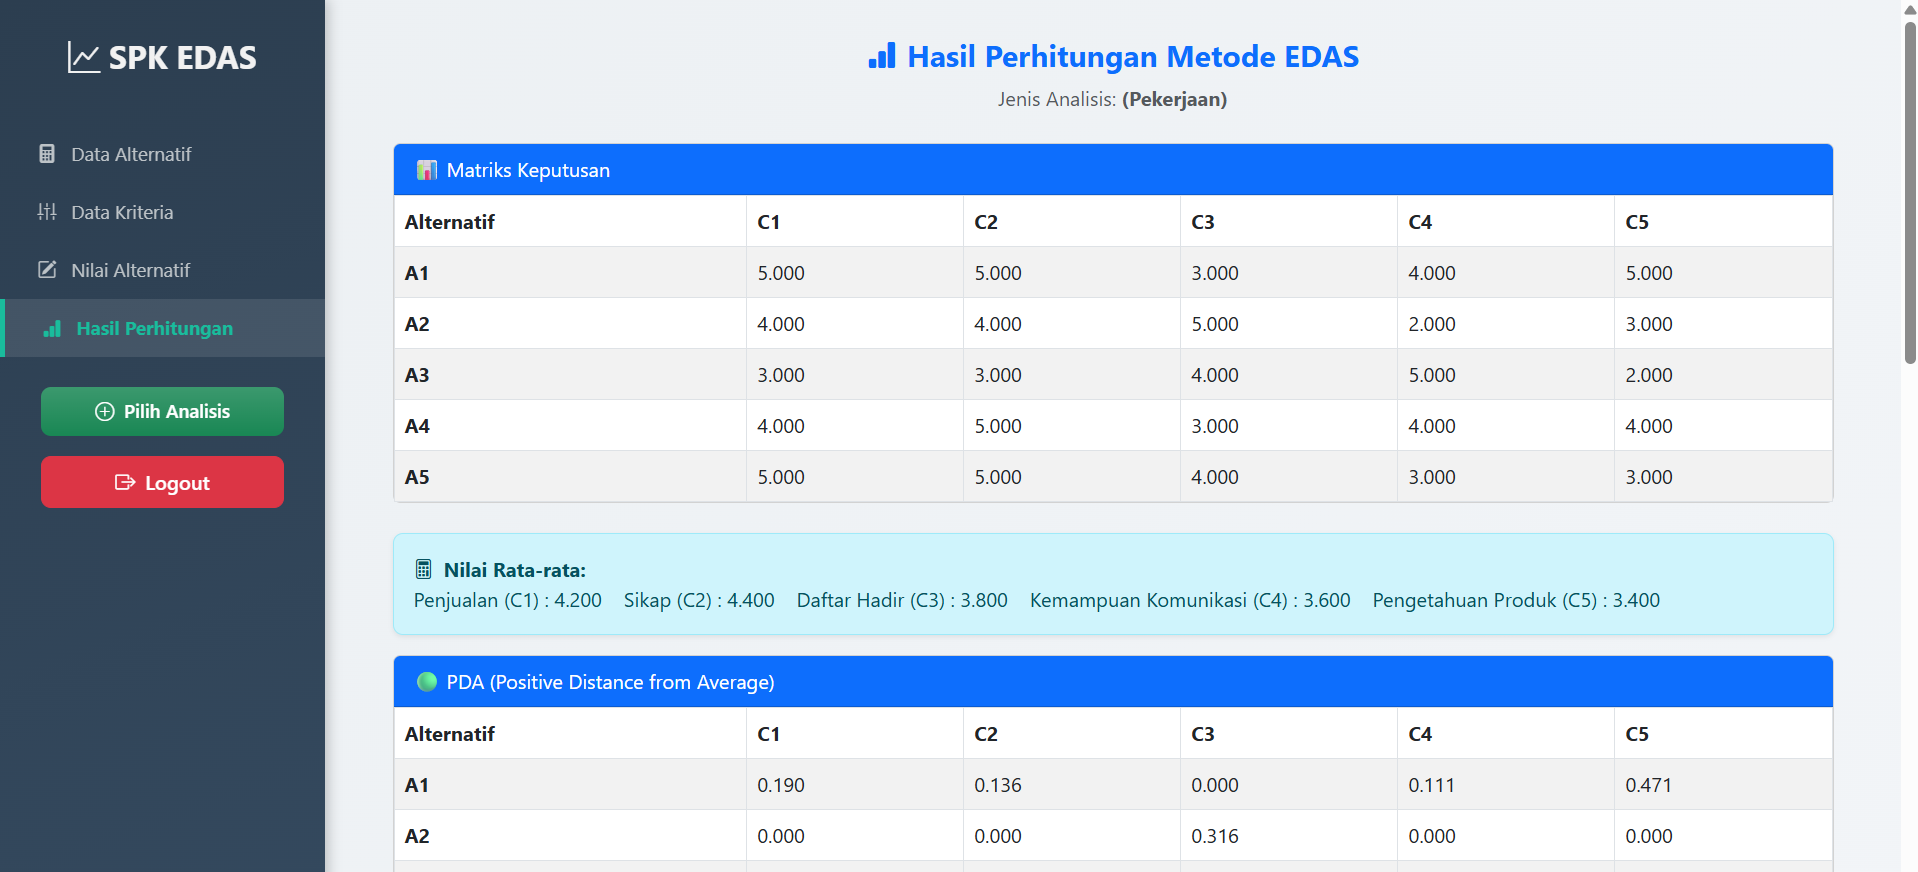 SPK EDAS
Data Alternatif
Data Kriteria
Nilai Alternatif
Hasil Perhitungan
Pilih Analisis
Logout
Hasil Perhitungan Metode EDAS
Jenis Analisis: (Pekerjaan)
Matriks Keputusan
Alternatif C1 C2 C3 C4 C5
A1 5.000 5.000 3.000 4.000 5.000
A2 4.000 4.000 5.000 2.000 3.000
A3 3.000 3.000 4.000 5.000 2.000
A4 4.000 5.000 3.000 4.000 4.000
A5 5.000 5.000 4.000 3.000 3.000
Nilai Rata-rata:
Penjualan (C1) : 4.200 Sikap (C2) : 4.400 Daftar Hadir (C3) : 3.800 Kemampuan Komunikasi (C4) : 3.600 Pengetahuan Produk (C5) : 3.400
PDA (Positive Distance from Average)
Alternatif C1 C2 C3 C4 C5
A1 0.190 0.136 0.000 0.111 0.471
A2 0.000 0.000 0.316 0.000 0.000